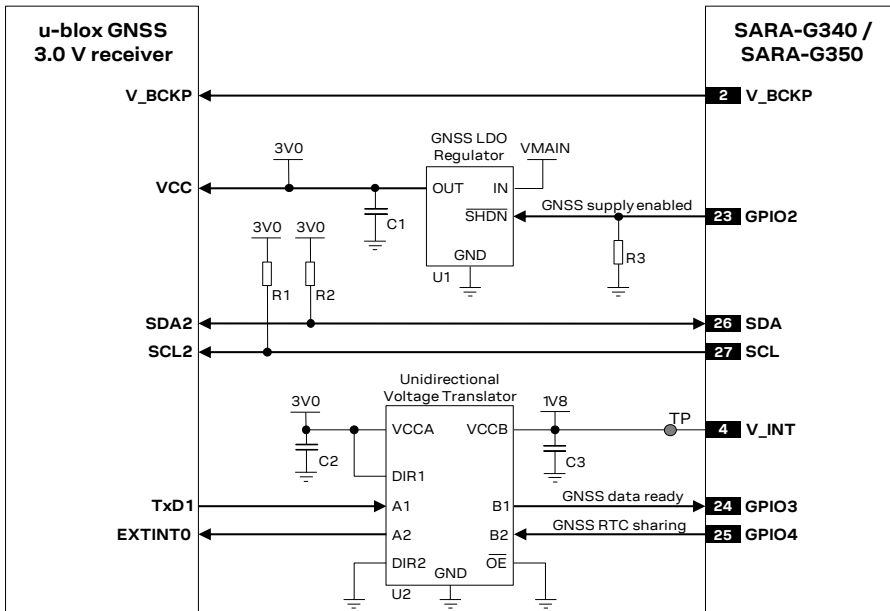 u-blox GNSS
3.0 V receiver
SARA-G340 /
SARA-G350
V_BCKP
2 V_BCKP
GNSS LDO
Regulator
3V0
VMAIN
VCC
OUT
IN
C1
SHDN
GNSS supply enabled
23 GPIO2
3V0
3V0
GND
R3
U1
R1
R2
SDA2
26 SDA
SCL2
27 SCL
Unidirectional
Voltage Translator
3V0
1V8
TP
VCCA
VCCB
4 V_INT
C2
C3
DIR1
TxD1
A1
B1
GNSS data ready
24 GPIO3
EXTINT0
A2
B2
GNSS RTC sharing
25 GPIO4
DIR2
OE
GND
U2